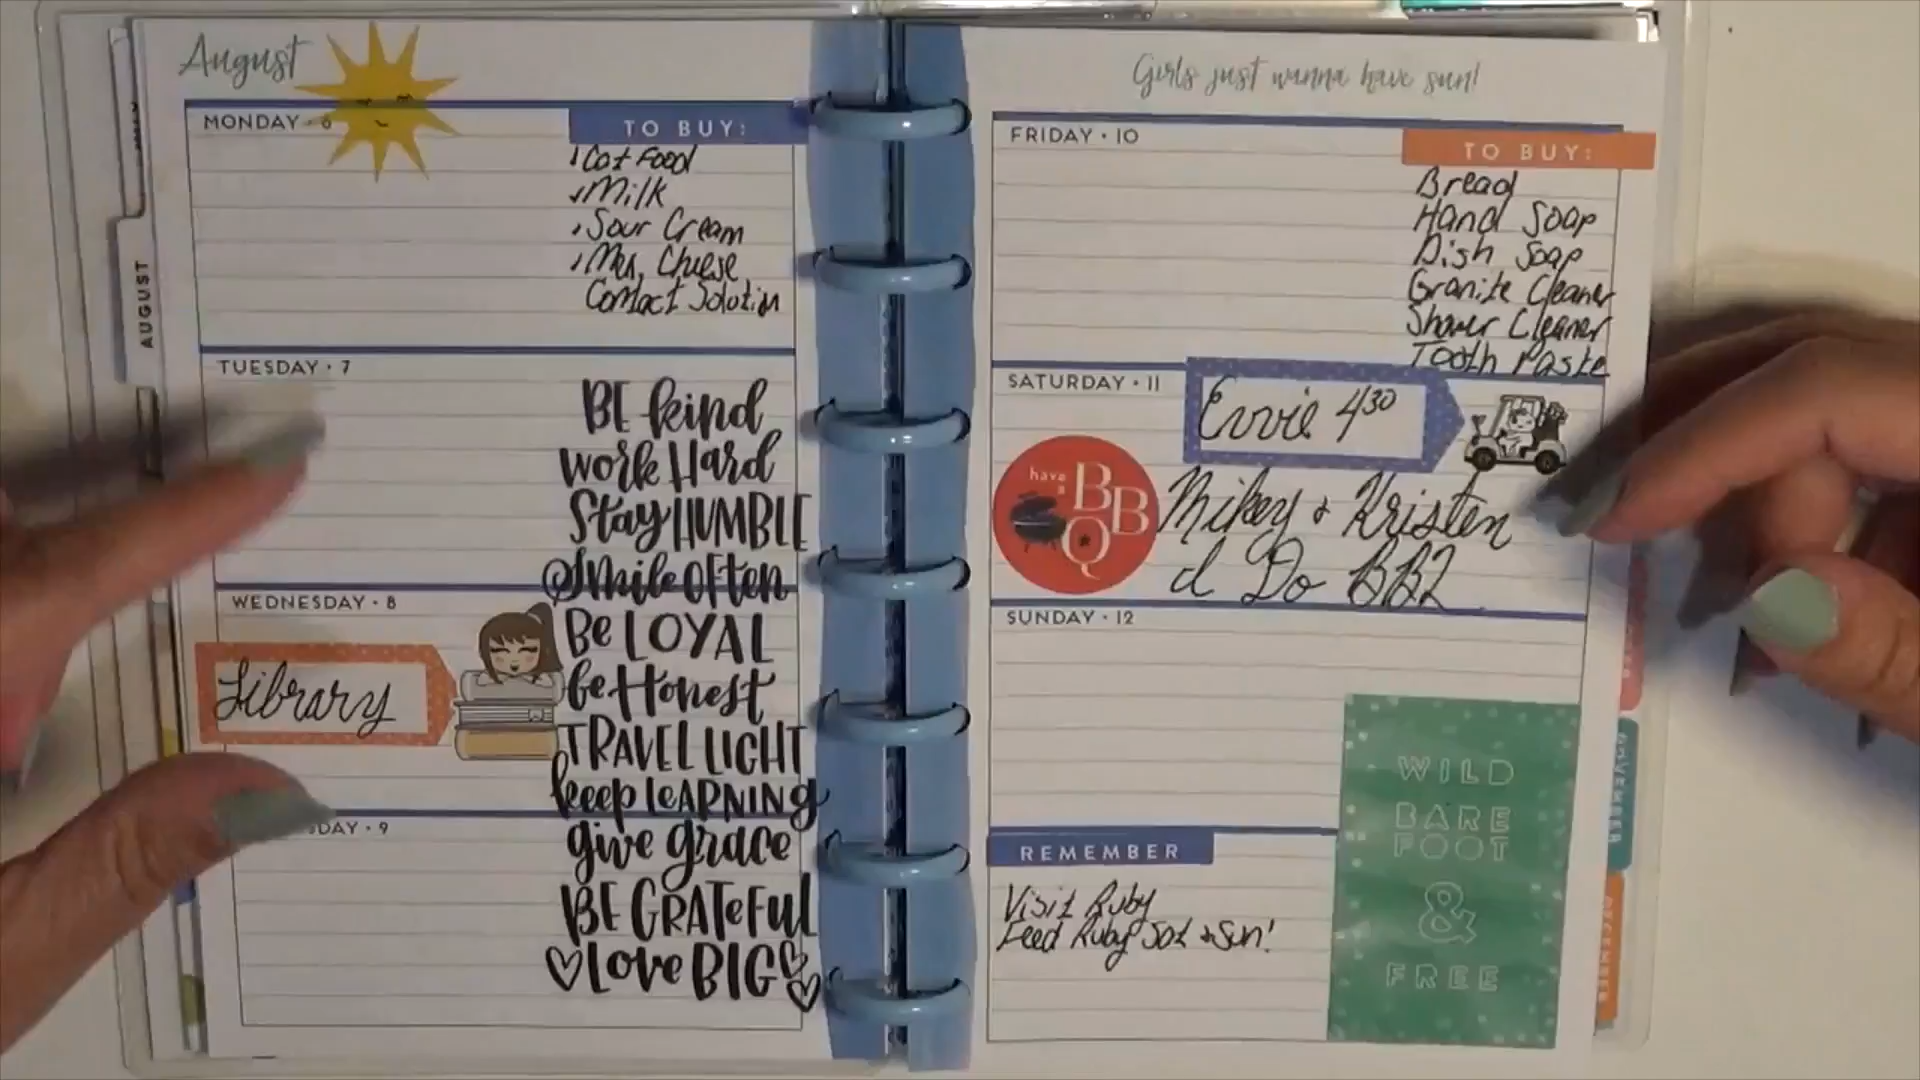 August
MONDAY · 6
TO BUY:
✓Cat Food
✓Milk
✓Sour Cream
✓Mex. Cheese
Contact Solution
TUESDAY · 7
BE kind
work Hard
Stay HUMBLE
Smile often
Be LOYAL
be Honest
TRAVEL LIGHT
keep leARNING
give grace
BE GRATeFul
Love BIG
WEDNESDAY · 8
Library
DAY · 9
AUGUST
Girls just wanna have sun!
FRIDAY · 10
TO BUY:
Bread
Hand Soap
Dish Soap
Granite Cleaner
Shower Cleaner
Tooth Paste
SATURDAY · 11
430
have a BBQ
Mikey + Kristen
I Do BBQ
SUNDAY · 12
WILD
BARE
FOOT
&
FREE
REMEMBER
Visit Ruby
Feed Ruby Sat + Sun!
NOVEMBER
DECEMBER